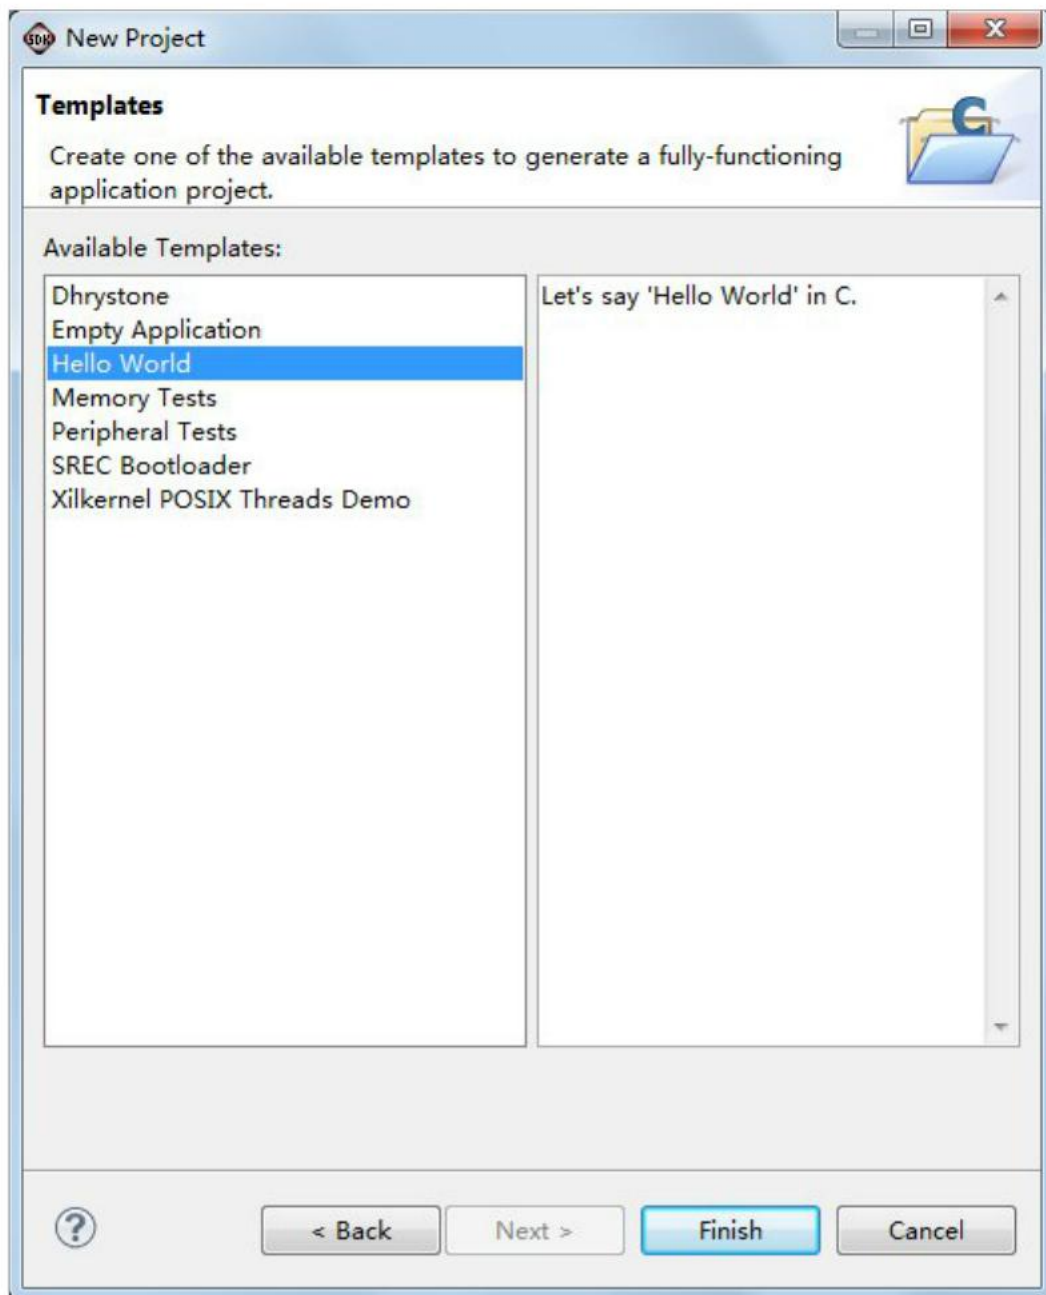 SDK New Project
Templates
C
Create one of the available templates to generate a fully-functioning
application project.
Available Templates:
Dhrystone
Empty Application
Hello World
Memory Tests
Peripheral Tests
SREC Bootloader
Xilkernel POSIX Threads Demo
Let's say 'Hello World' in C.
?
< Back
Next >
Finish
Cancel